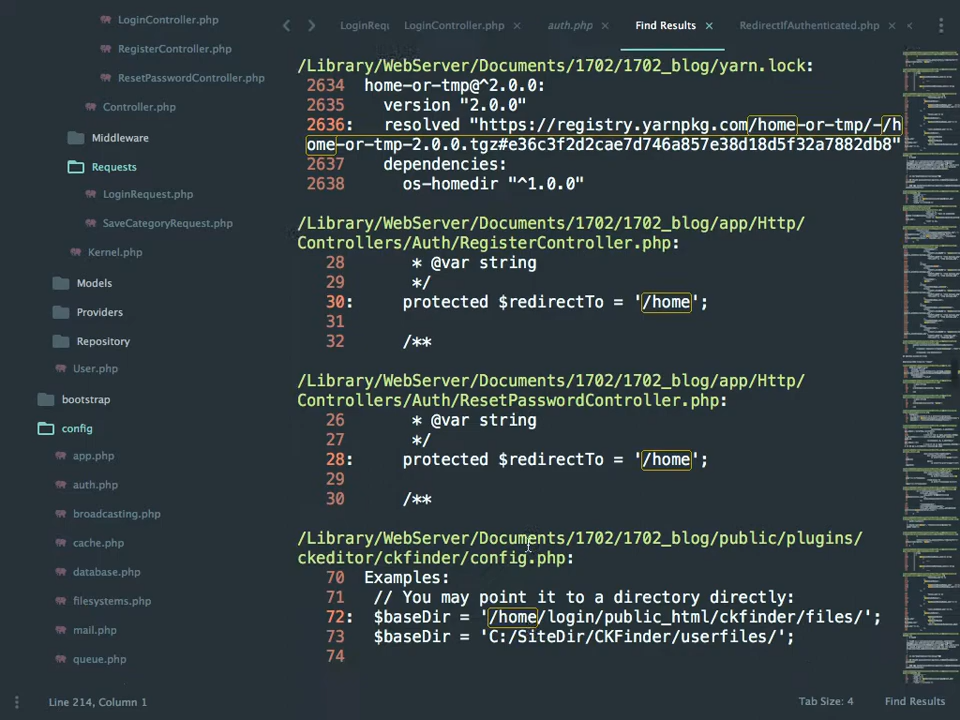 LoginController.php
RegisterController.php
ResetPasswordController.php
Controller.php
Middleware
Requests
LoginRequest.php
SaveCategoryRequest.php
Kernel.php
Models
Providers
Repository
User.php
bootstrap
config
app.php
auth.php
broadcasting.php
cache.php
database.php
filesystems.php
mail.php
queue.php
LoginRequ LoginController.php auth.php Find Results RedirectIfAuthenticated.php
/Library/WebServer/Documents/1702/1702_blog/yarn.lock:
2634 home-or-tmp@^2.0.0:
2635 version "2.0.0"
2636: resolved "https://registry.yarnpkg.com/home-or-tmp/-/h
ome-or-tmp-2.0.0.tgz#e36c3f2d2cae7d746a857e38d18d5f32a7882db8"
2637 dependencies:
2638 os-homedir "^1.0.0"
/Library/WebServer/Documents/1702/1702_blog/app/Http/
Controllers/Auth/RegisterController.php:
28 * @var string
29 */
30: protected $redirectTo = '/home';
31
32 /**
/Library/WebServer/Documents/1702/1702_blog/app/Http/
Controllers/Auth/ResetPasswordController.php:
26 * @var string
27 */
28: protected $redirectTo = '/home';
29
30 /**
/Library/WebServer/Documents/1702/1702_blog/public/plugins/
ckeditor/ckfinder/config.php:
70 Examples:
71 // You may point it to a directory directly:
72: $baseDir = '/home/login/public_html/ckfinder/files/';
73 $baseDir = 'C:/SiteDir/CKFinder/userfiles/';
74
Line 214, Column 1
Tab Size: 4
Find Results